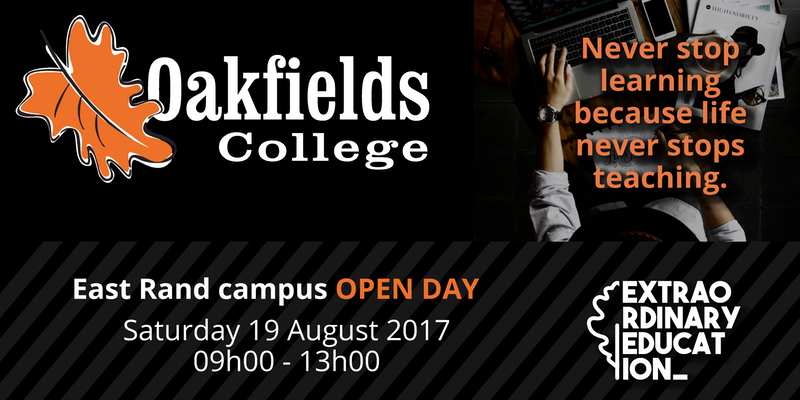 Oakfields
College
HIGHSNOBIETY
Never stop
learning
because life
never stops
teaching.
East Rand campus OPEN DAY
Saturday 19 August 2017
09h00 - 13h00
EXTRAO
RDINARY
EDUCAT
ION_